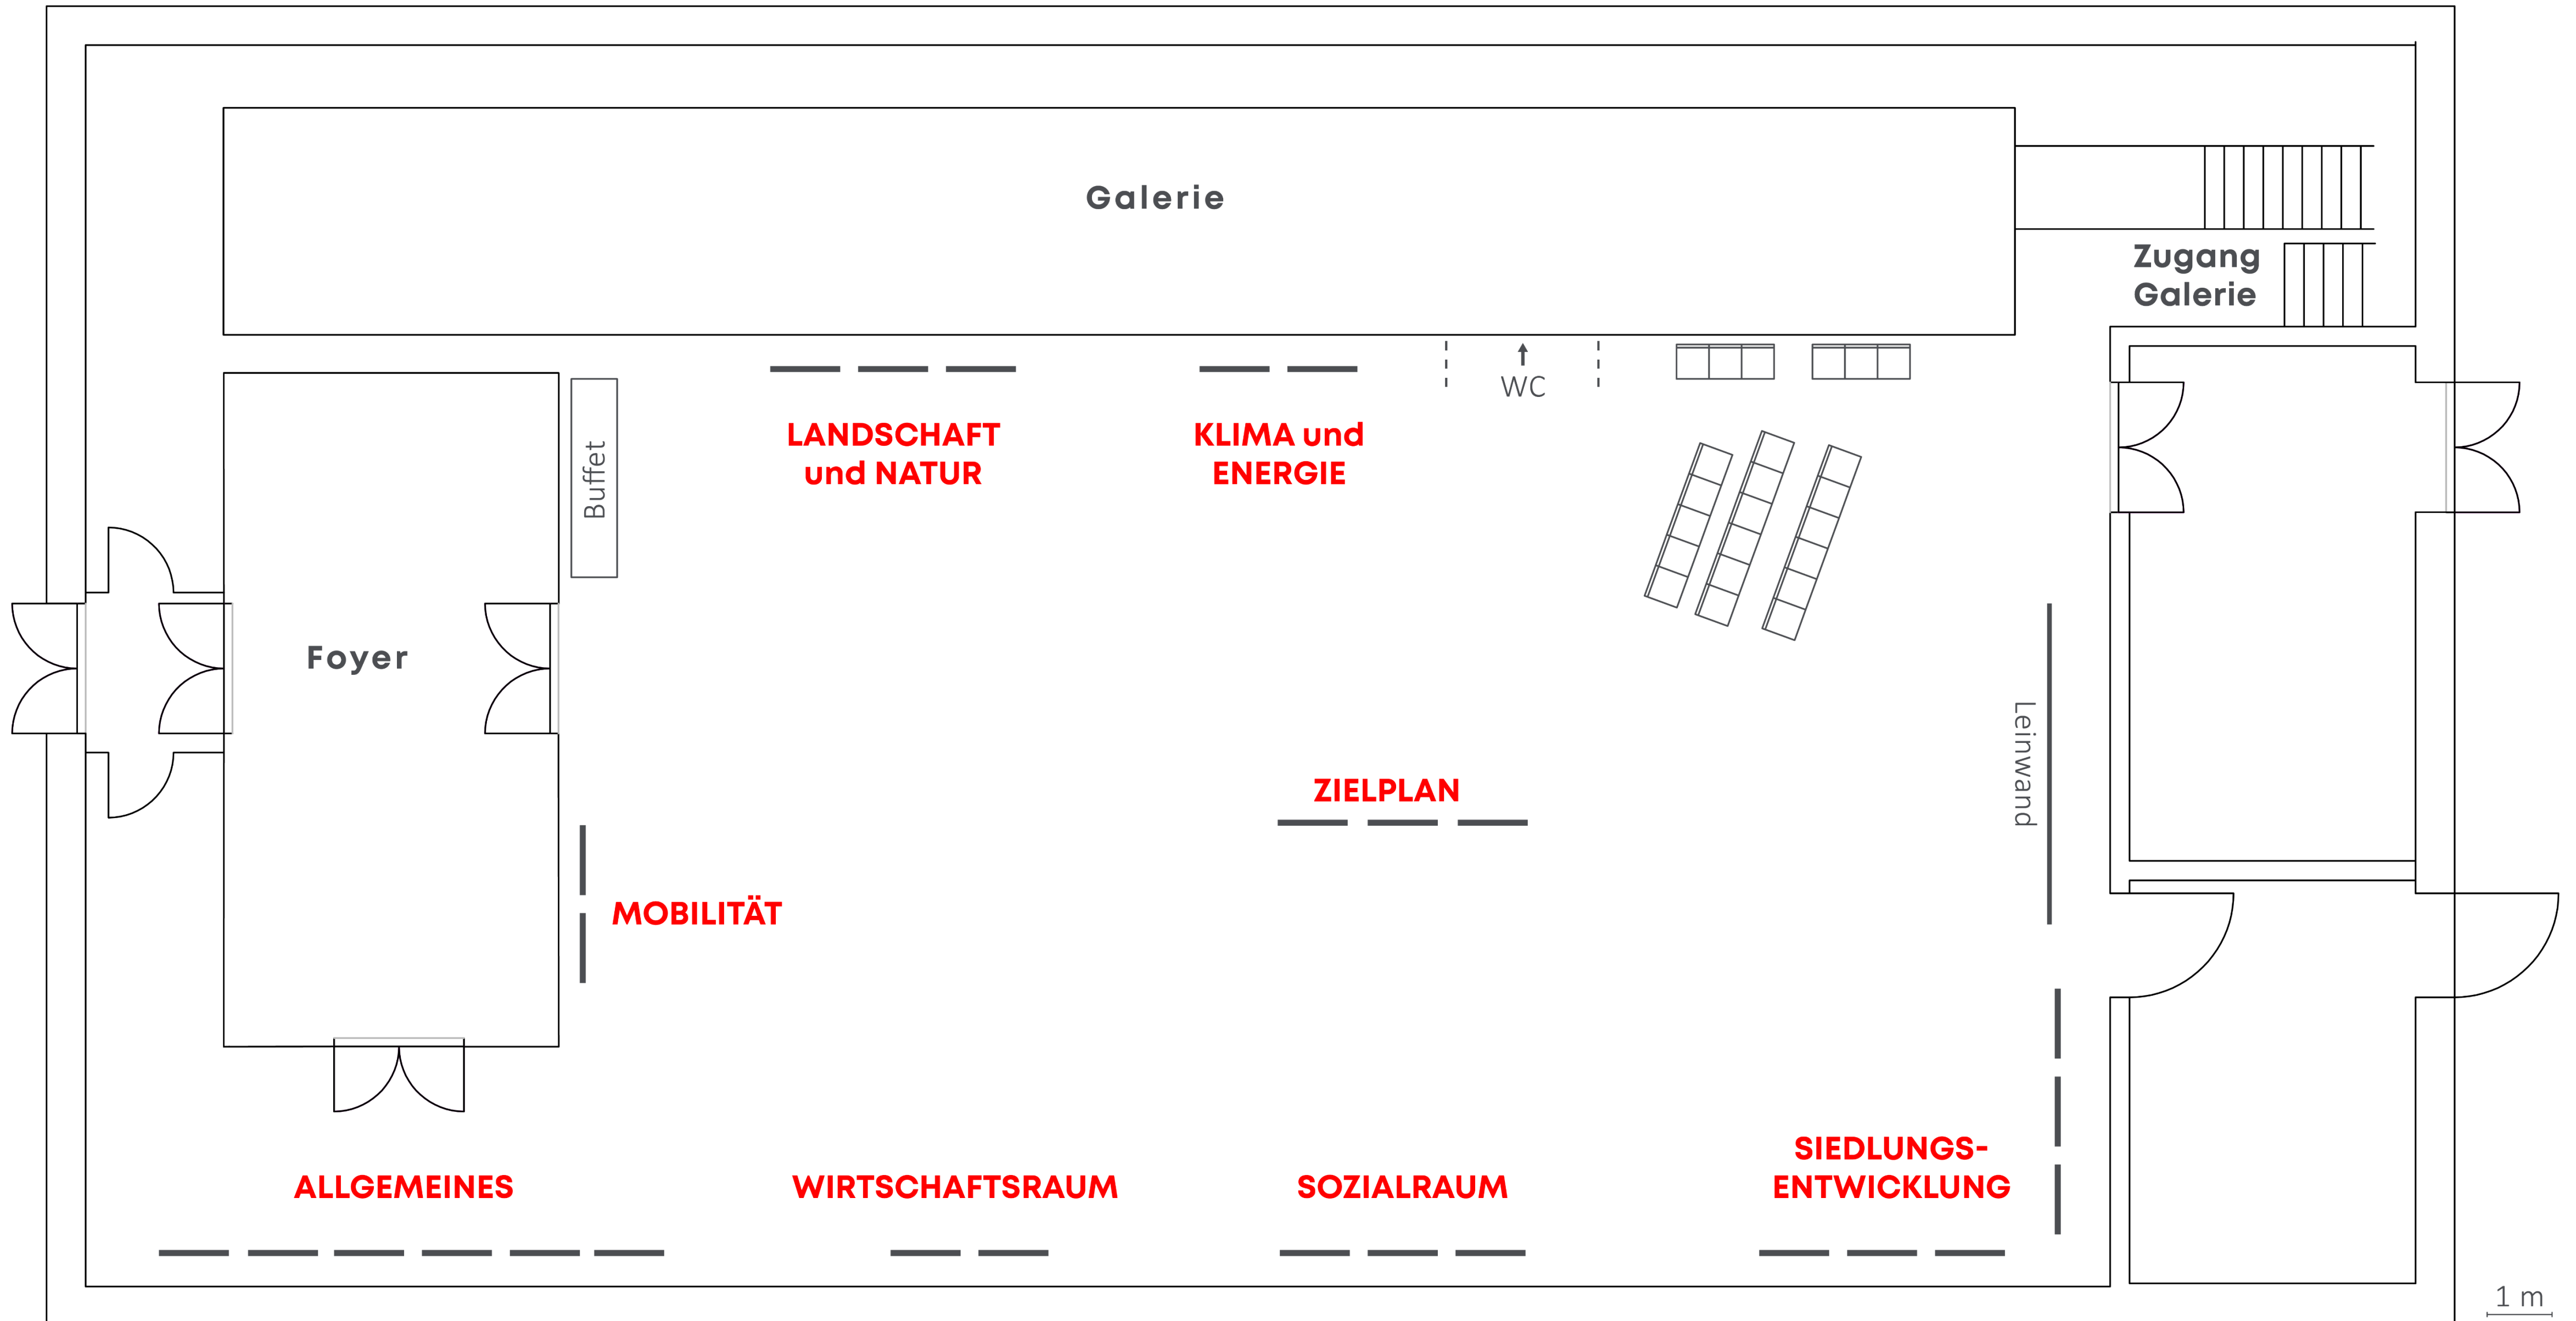 Galerie
Zugang
Galerie
WC
LANDSCHAFT
und NATUR
KLIMA und
ENERGIE
Buffet
Foyer
Leinwand
ZIELPLAN
MOBILITÄT
ALLGEMEINES
WIRTSCHAFTSRAUM
SOZIALRAUM
SIEDLUNGS-
ENTWICKLUNG
1 m